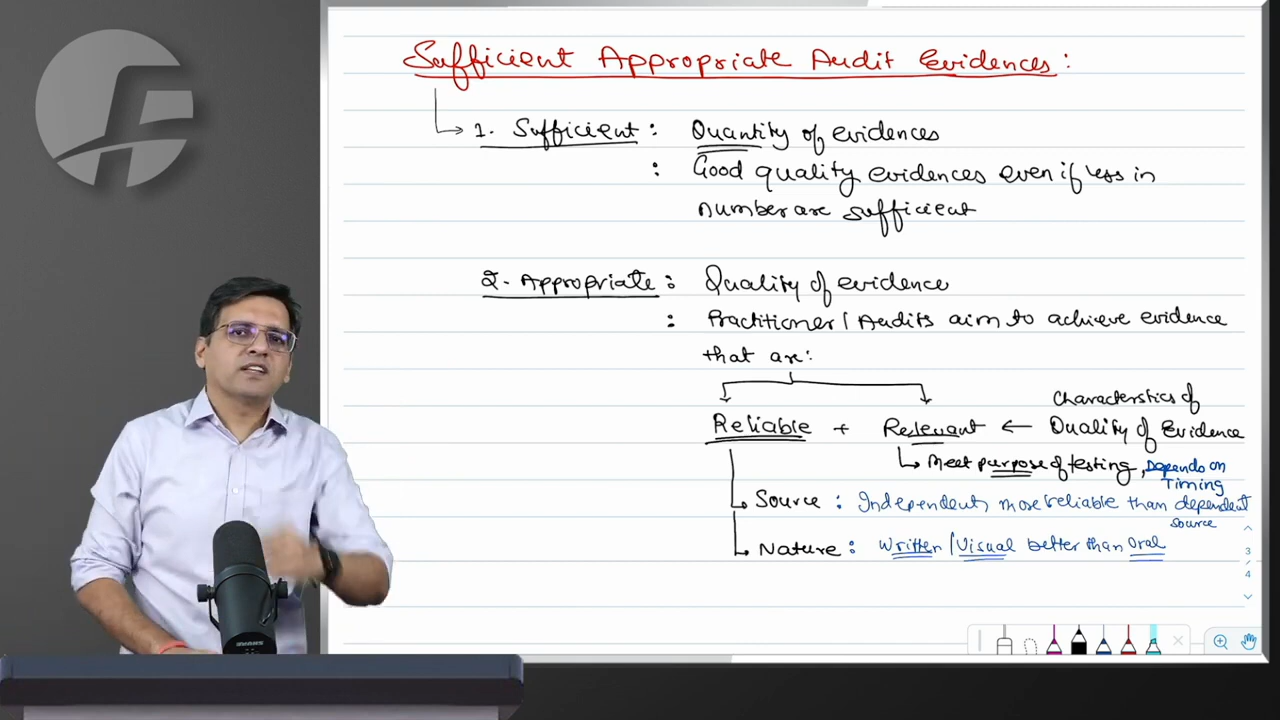 Sufficient Appropriate Audit Evidences:
1. Sufficient : Quantity of evidences
: Good quality evidences even if less in
number are sufficient
2. Appropriate : Quality of evidence
: Practitioner / Audits aim to achieve evidence
that are:
Characterstics of
Reliable + Relevant ← Quality of Evidence
Meet purpose of testing, Depends on
Timing
Source : Independent, more reliable than dependent
source
Nature : Written / Visual better than Oral
3
4